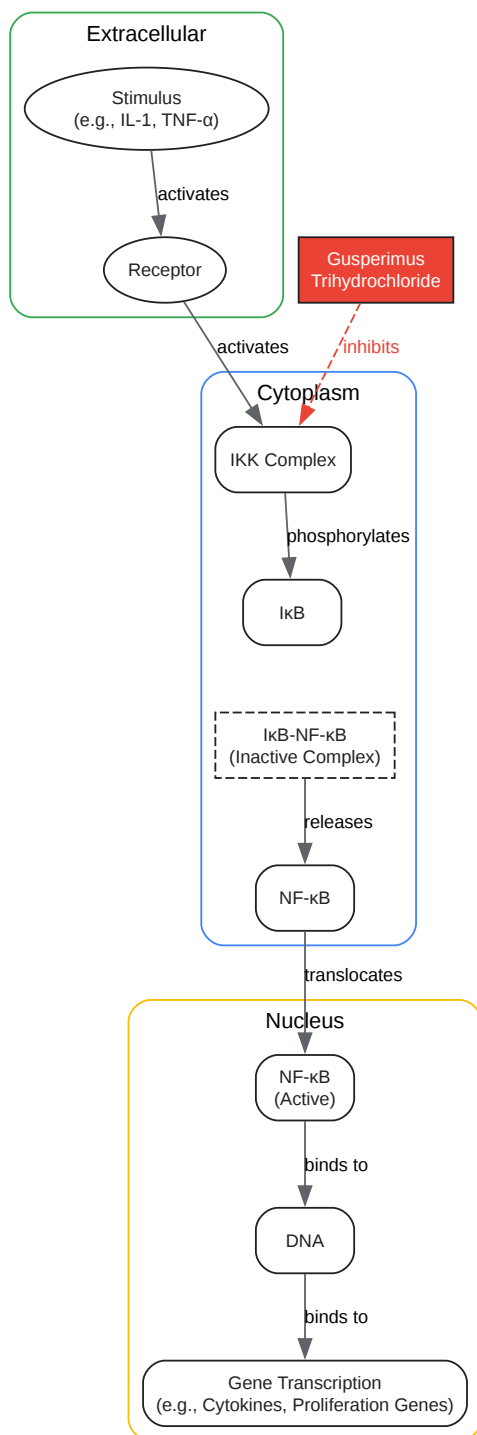 Extracellular
Stimulus
(e.g., IL-1, TNF-α)
activates
Receptor
Gusperimus
Trihydrochloride
activates
inhibits
Cytoplasm
IKK Complex
phosphorylates
IκB
IκB-NF-κB
(Inactive Complex)
releases
NF-κB
translocates
Nucleus
NF-κB
(Active)
binds to
DNA
binds to
Gene Transcription
(e.g., Cytokines, Proliferation Genes)